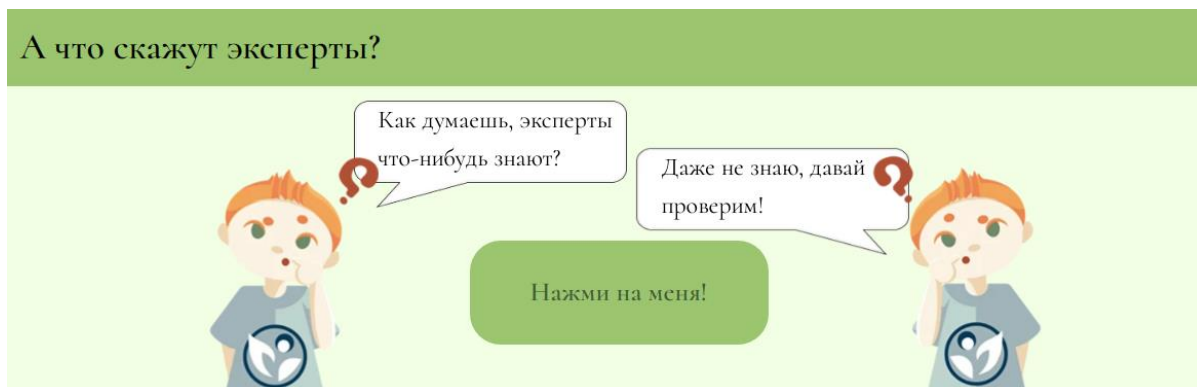 А что скажут эксперты?
Как думаешь, эксперты
что-нибудь знают?
Даже не знаю, давай
проверим!
Нажми на меня!